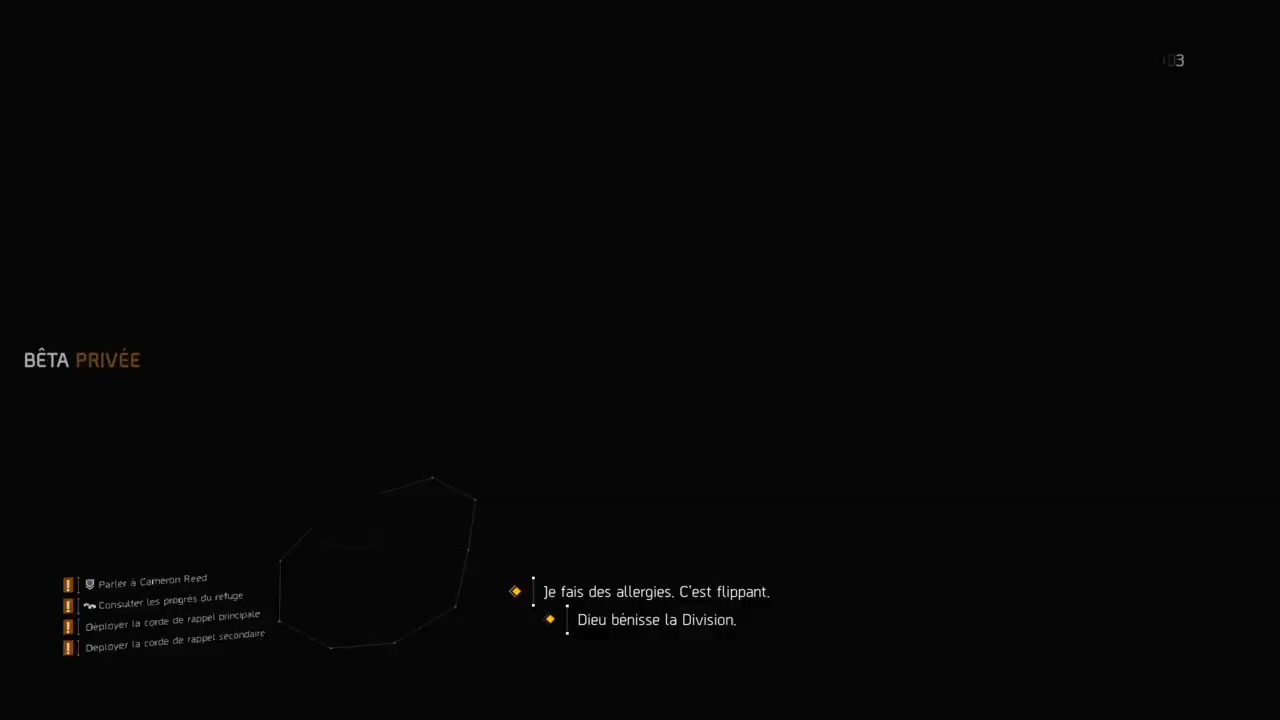 3
BÊTA PRIVÉE
! Parler à Cameron Reed
! Consulter les progrès du refuge
! Déployer la corde de rappel principale
! Déployer la corde de rappel secondaire
Je fais des allergies. C'est flippant.
Dieu bénisse la Division.